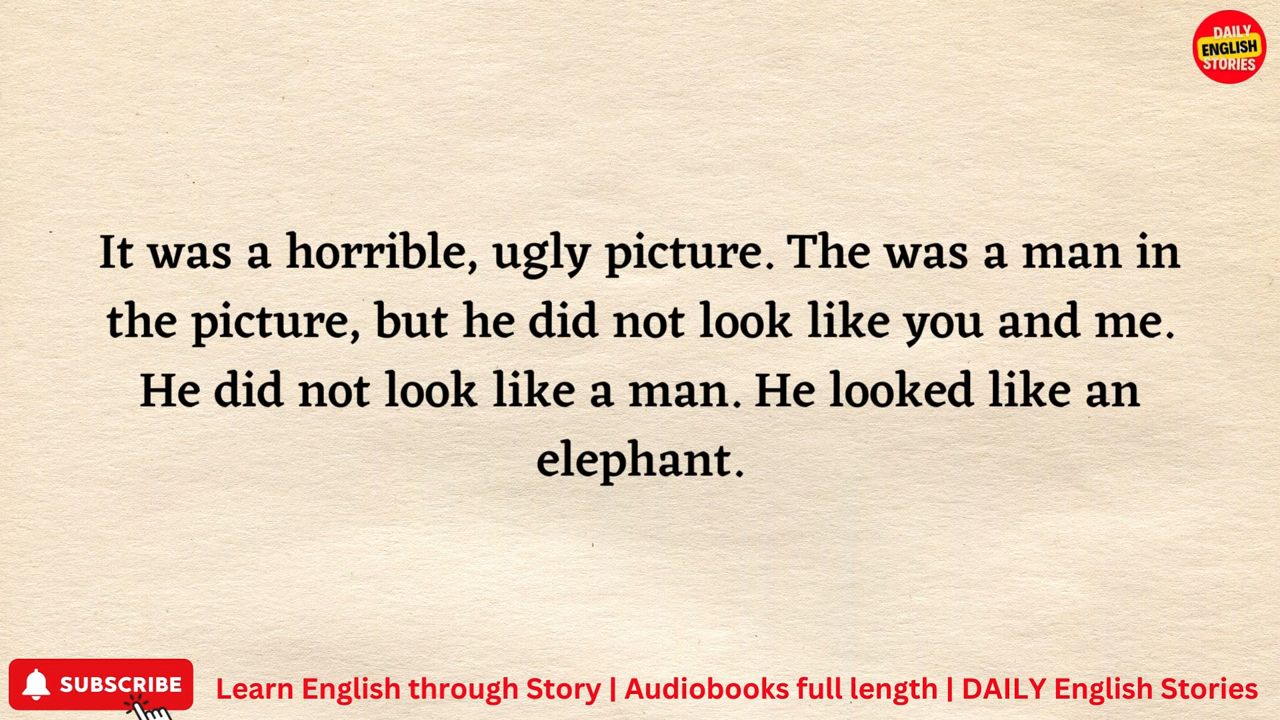 DAILY
ENGLISH
STORIES
It was a horrible, ugly picture. The was a man in
the picture, but he did not look like you and me.
He did not look like a man. He looked like an
elephant.
SUBSCRIBE
Learn English through Story | Audiobooks full length | DAILY English Stories